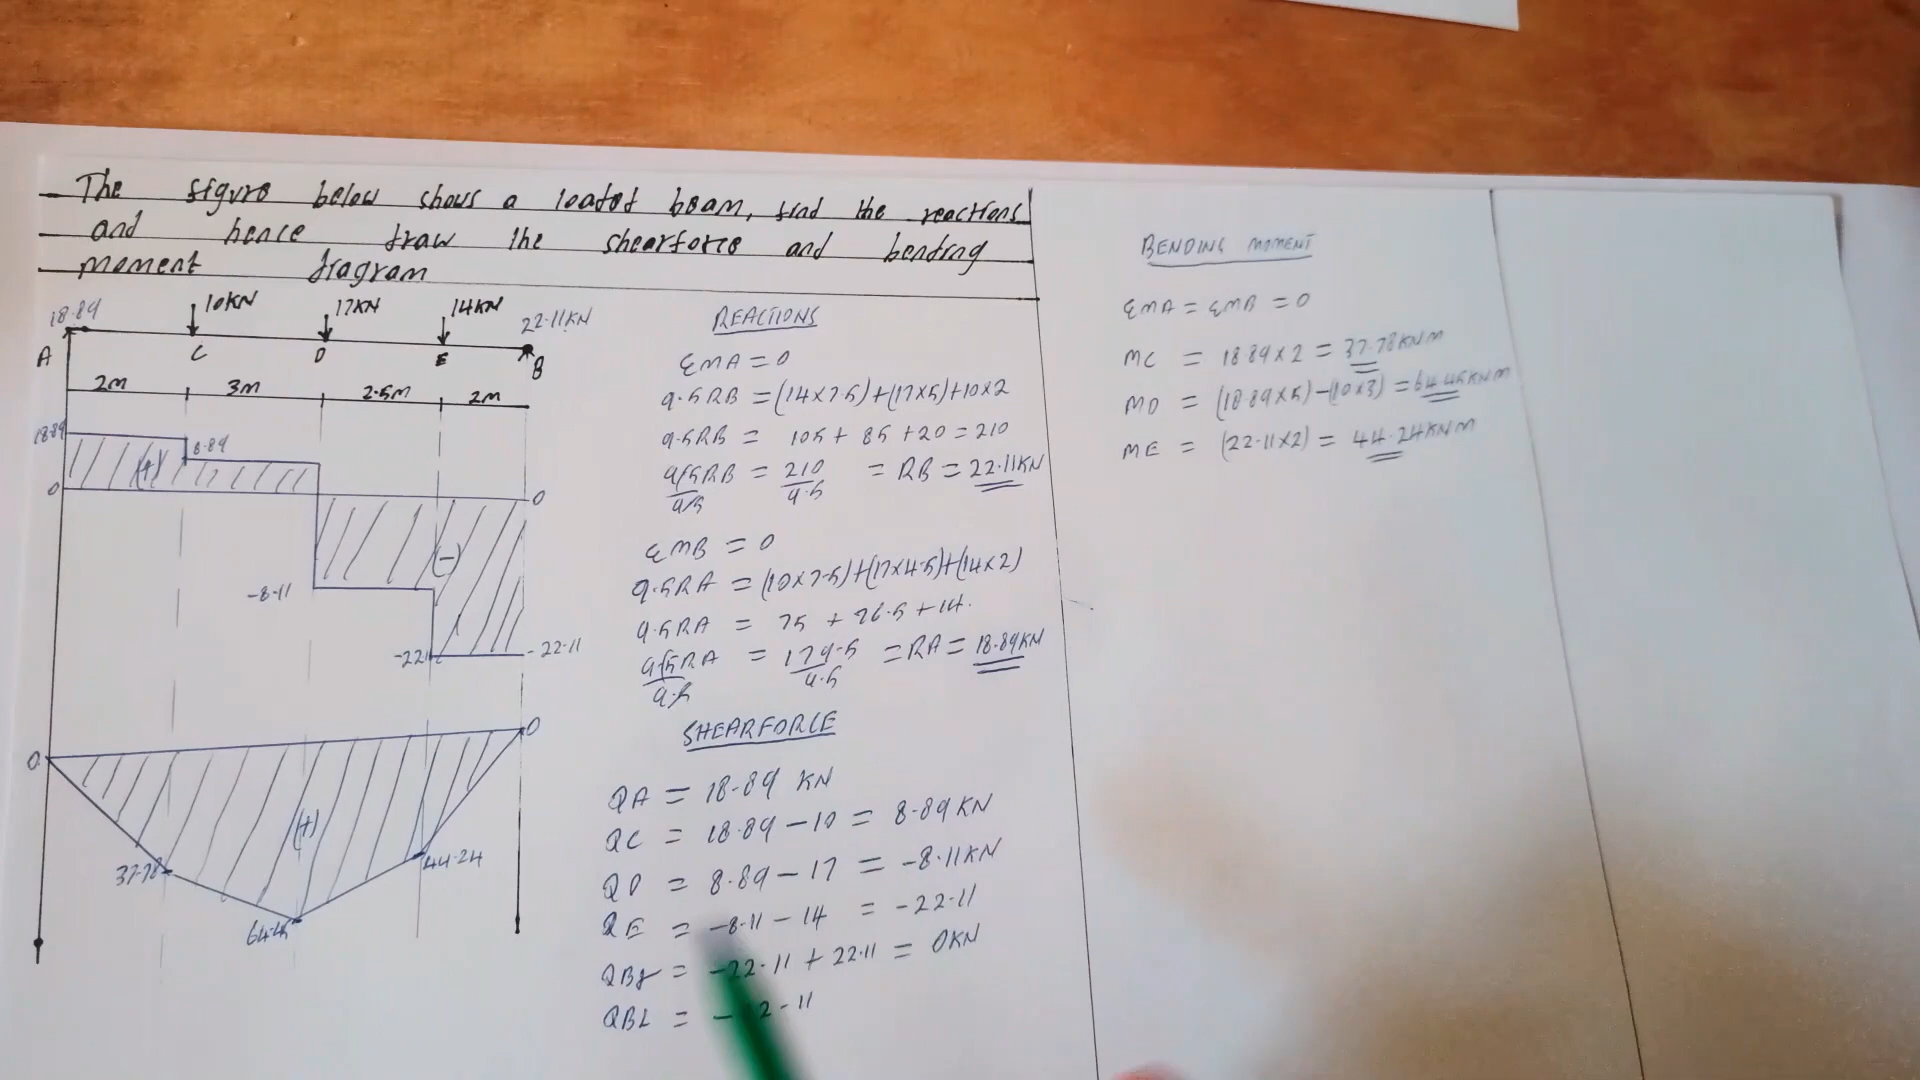 The figure below shows a loaded beam, find the reactions
and hence draw the shearforce and bending
moment diagram
18.89 10KN 17KN 14KN 22.11KN
A C D E B
2m 3m 2.5m 2m
18.89 8.89
(+)
0 0
(-)
-8.11
-22.11 -22.11
0 0
(+)
37.78 44.24
64.45
REACTIONS
ΣMA = 0
9.5RB = (14×7.5)+(17×5)+10×2
9.5RB = 105 + 85 + 20 = 210
9.5RB = 210 = RB = 22.11KN
9.5 9.5
ΣMB = 0
9.5RA = (10×7.5)+(17×4.5)+(14×2)
9.5RA = 75 + 76.5 + 14.
9.5RA = 179.5 = RA = 18.89KN
9.5 9.5
SHEARFORCE
QA = 18.89 KN
QC = 18.89 - 10 = 8.89KN
QD = 8.89 - 17 = -8.11KN
QE = -8.11 - 14 = -22.11
QBr = -22.11 + 22.11 = 0KN
QBL =
BENDING MOMENT
ΣMA = ΣMB = 0
MC = 18.89×2 = 37.78KNm
MD = (18.89×5)-(10×3) = 64.45KNm
ME = (22.11×2) = 44.24KNm